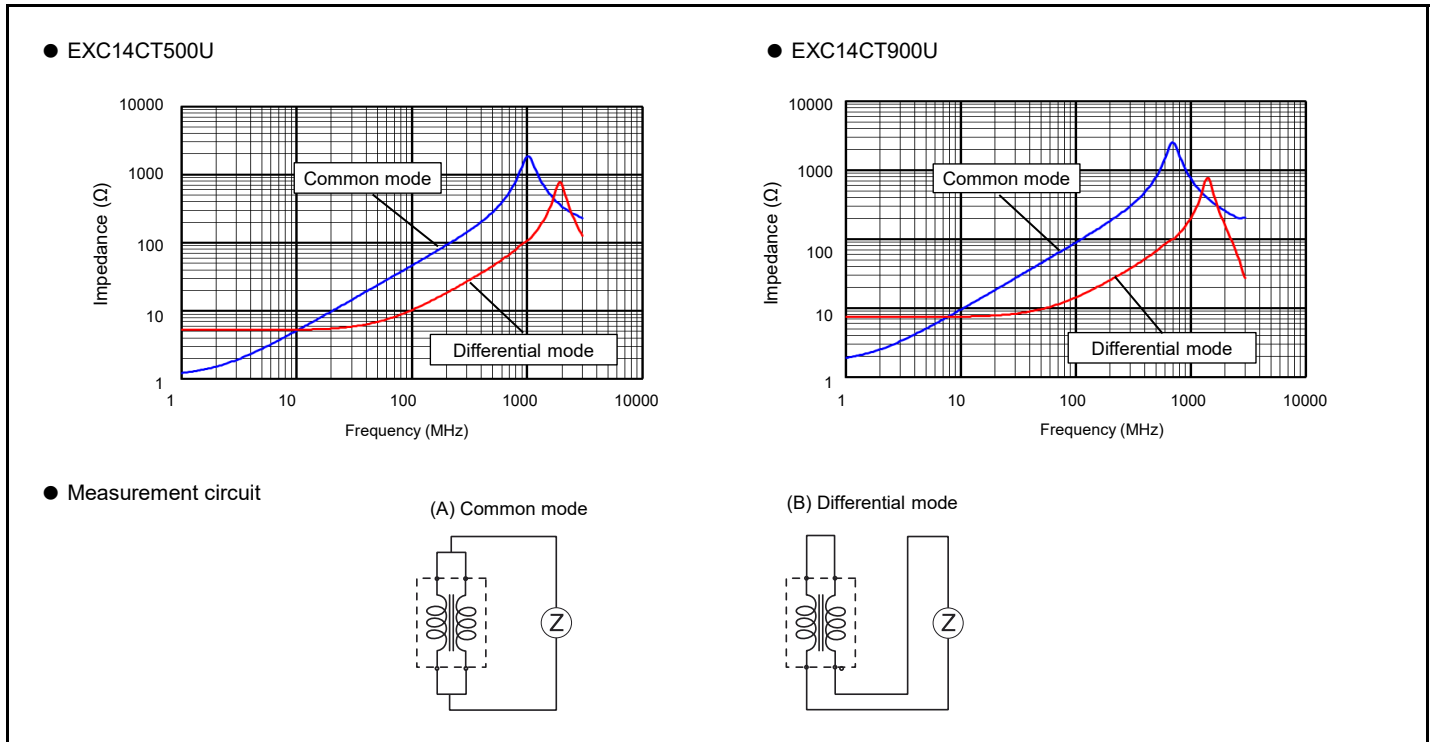 ● EXC14CT500U
10000
1000
100
10
1
Impedance (Ω)
Common mode
Differential mode
1 10 100 1000 10000
Frequency (MHz)
● EXC14CT900U
10000
1000
100
10
1
Impedance (Ω)
Common mode
Differential mode
1 10 100 1000 10000
Frequency (MHz)
● Measurement circuit
(A) Common mode
Z
(B) Differential mode
Z